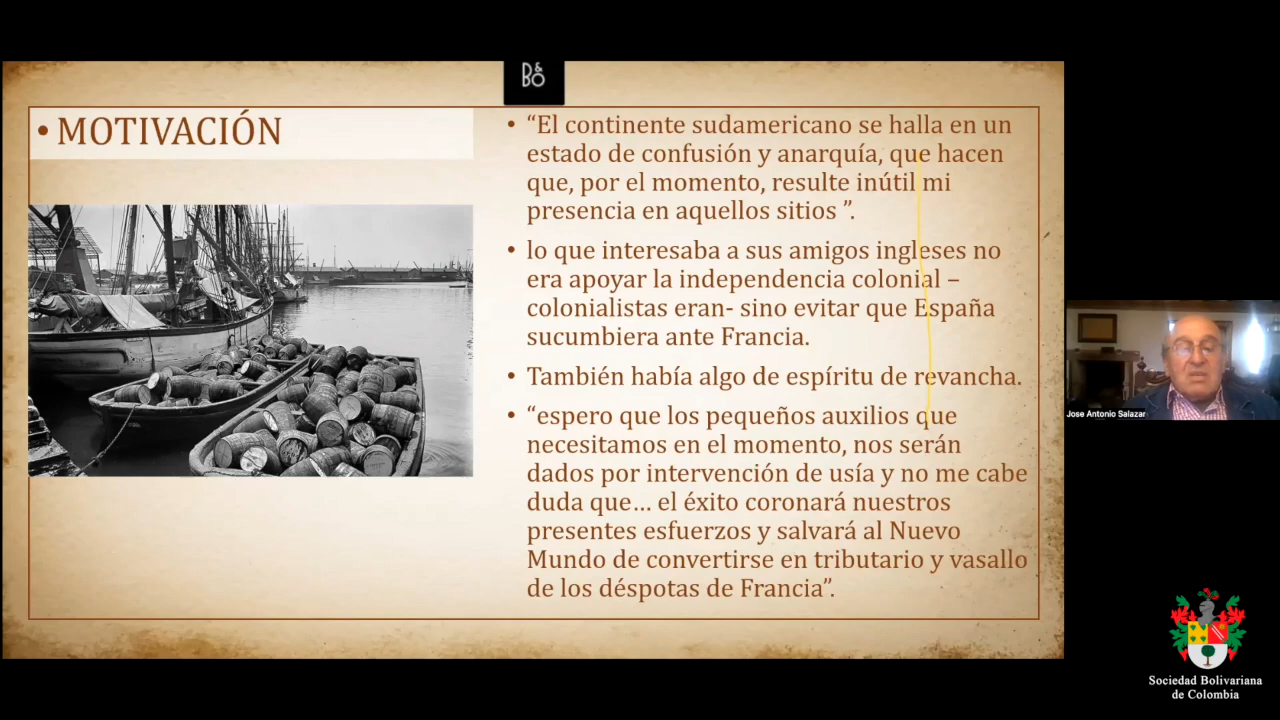 B&O
• MOTIVACIÓN
• “El continente sudamericano se halla en un
estado de confusión y anarquía, que hacen
que, por el momento, resulte inútil mi
presencia en aquellos sitios ”.
• lo que interesaba a sus amigos ingleses no
era apoyar la independencia colonial –
colonialistas eran- sino evitar que España
sucumbiera ante Francia.
• También había algo de espíritu de revancha.
• “espero que los pequeños auxilios que
necesitamos en el momento, nos serán
dados por intervención de usía y no me cabe
duda que… el éxito coronará nuestros
presentes esfuerzos y salvará al Nuevo
Mundo de convertirse en tributario y vasallo
de los déspotas de Francia”.
Jose Antonio Salazar
Sociedad Bolivariana
de Colombia